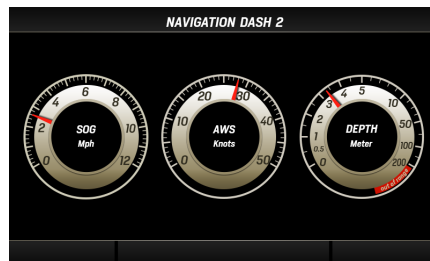 NAVIGATION DASH 2
0 2 4 6 8 10 12
SOG
Mph
0 10 20 30 40 50
AWS
Knots
0 0.5 1 2 3 4 5 10 50 100 200
DEPTH
Meter
out of range